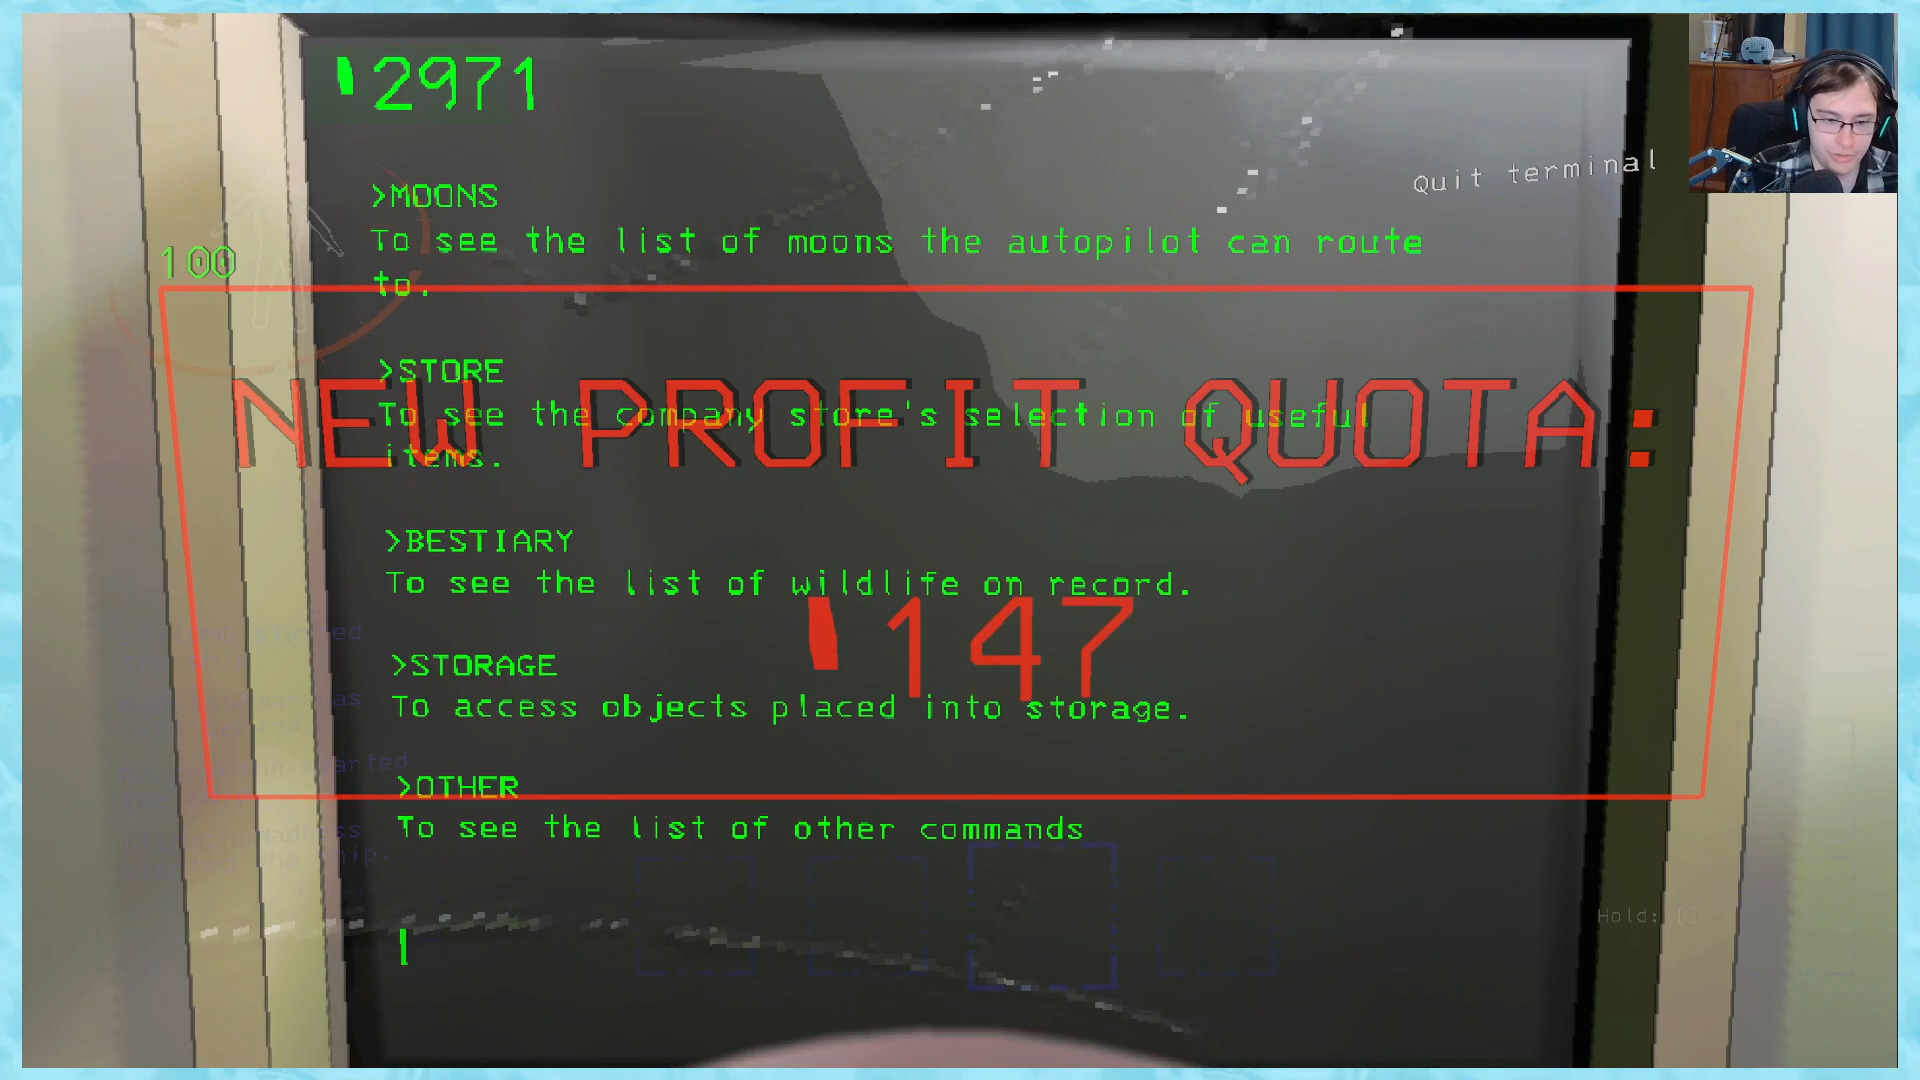 2971
Quit terminal
>MOONS
To see the list of moons the autopilot can route
to.
100
>STORE
To see the company store's selection of useful
items.
NEW PROFIT QUOTA:
147
>BESTIARY
To see the list of wildlife on record.
>STORAGE
To access objects placed into storage.
>OTHER
To see the list of other commands
Hold: []